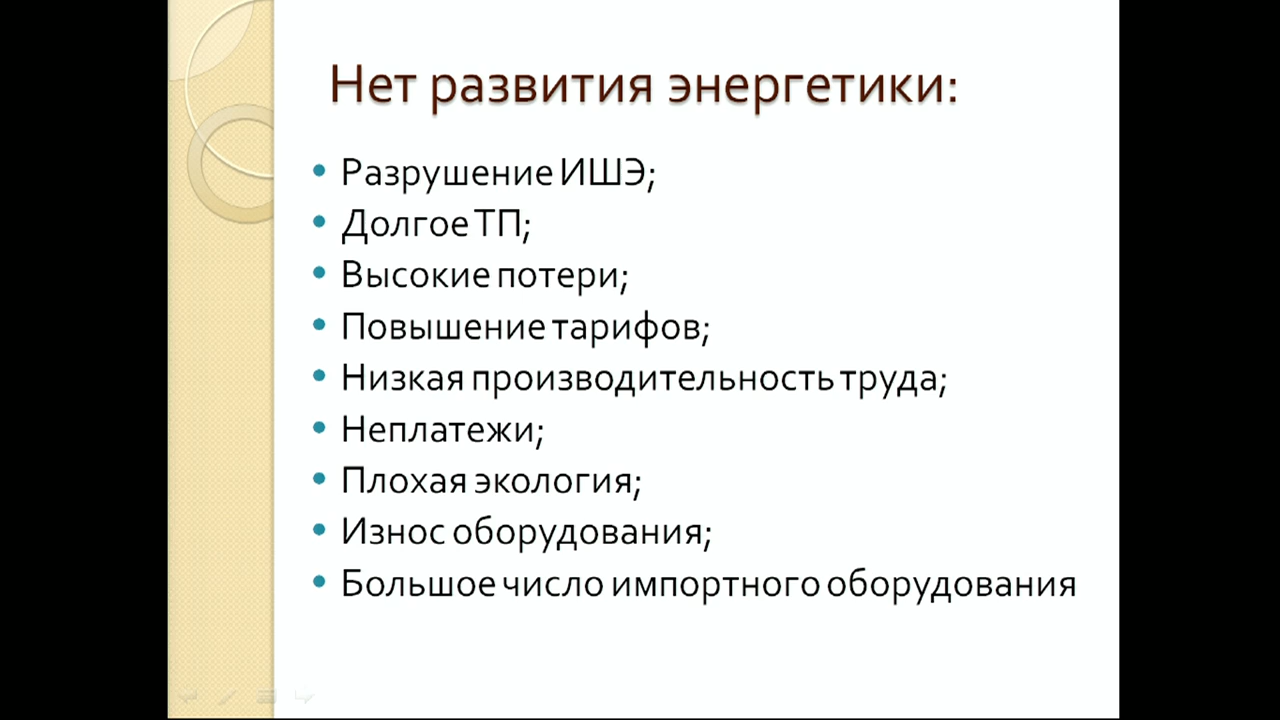 Нет развития энергетики:
Разрушение ИШЭ;
Долгое ТП;
Высокие потери;
Повышение тарифов;
Низкая производительность труда;
Неплатежи;
Плохая экология;
Износ оборудования;
Большое число импортного оборудования